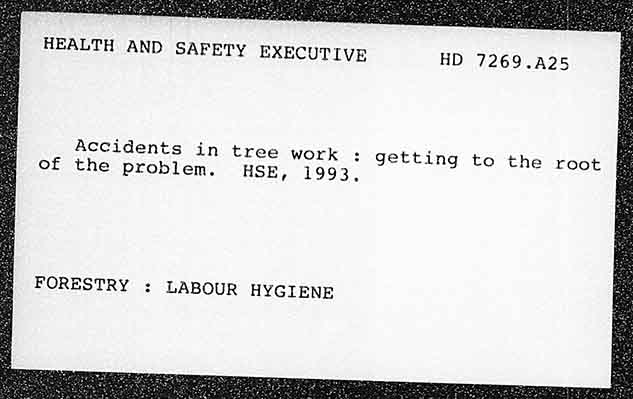 HEALTH AND SAFETY EXECUTIVE HD 7269.A25
Accidents in tree work : getting to the root
of the problem. HSE, 1993.
FORESTRY : LABOUR HYGIENE